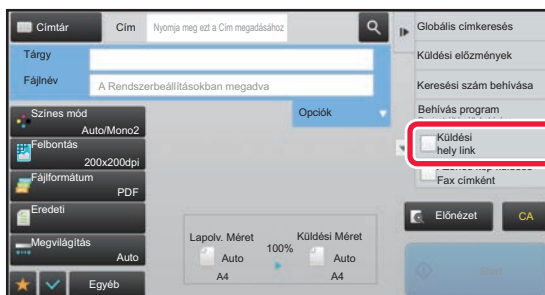 Címtár
Cím
Nyomja meg ezt a Cím megadásához
Tárgy
Fájlnév
A Rendszerbeállításokban megadva
Színes mód
Auto/Mono2
Felbontás
200x200dpi
Fájlformátum
PDF
Eredeti
Megvilágítás
Auto
Egyéb
Opciók
Lapolv. Méret
Auto
A4
100%
Küldési Méret
Auto
A4
Globális címkeresés
Küldési előzmények
Keresési szám behívása
Behívás program
Küldési
hely link
Fax címként
Előnézet
CA
Start